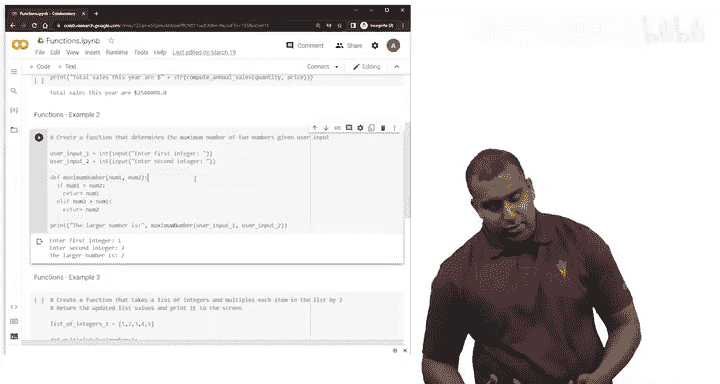 Functions.ipynb - Colaboratory
Incognito (2)
Functions.ipynb
File Edit View Insert Runtime Tools Help Last edited on March 19
Comment Share A
+ Code + Text Connect Editing
print("Total sales this year are $" + str(compute_annual_sales(quantity, price)))
Total sales this year are $2500000.0
Functions - Example 2
# Create a function that determines the maximum number of two numbers given user input
user_input_1 = int(input("Enter first integer: "))
user_input_2 = int(input("Enter second integer: "))
def maximumNumber(num1, num2):
if num1 > num2:
return num1
elif num2 > num1:
return num2
print("The larger number is:", maximumNumber(user_input_1, user_input_2))
Enter first integer: 1
Enter second integer: 2
The larger number is: 2
Functions - Example 3
# Create a function that takes a list of integers and multiples each item in the list by 2
# Return the updated list values and print it to the screen
list_of_integers_1 = [1,2,3,4,5]
bilibili